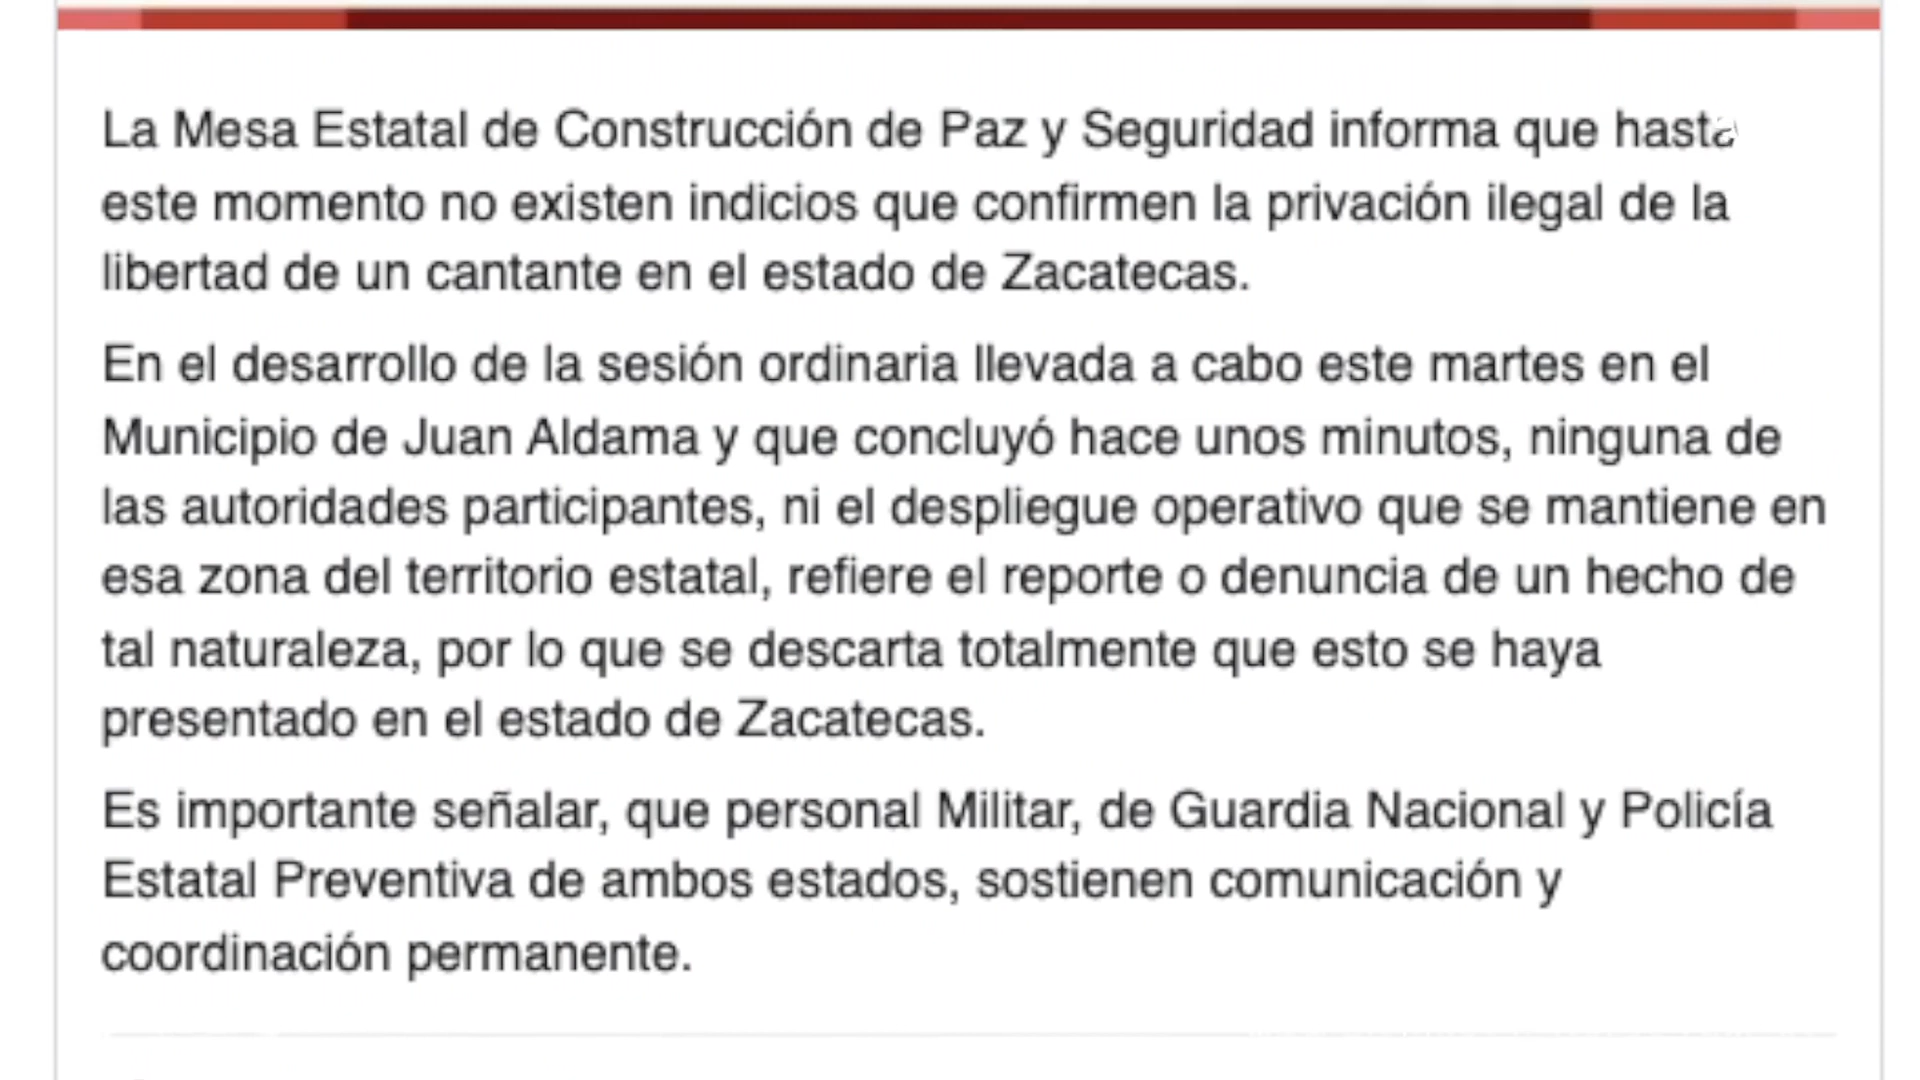 La Mesa Estatal de Construcción de Paz y Seguridad informa que hasta
este momento no existen indicios que confirmen la privación ilegal de la
libertad de un cantante en el estado de Zacatecas.
En el desarrollo de la sesión ordinaria llevada a cabo este martes en el
Municipio de Juan Aldama y que concluyó hace unos minutos, ninguna de
las autoridades participantes, ni el despliegue operativo que se mantiene en
esa zona del territorio estatal, refiere el reporte o denuncia de un hecho de
tal naturaleza, por lo que se descarta totalmente que esto se haya
presentado en el estado de Zacatecas.
Es importante señalar, que personal Militar, de Guardia Nacional y Policía
Estatal Preventiva de ambos estados, sostienen comunicación y
coordinación permanente.